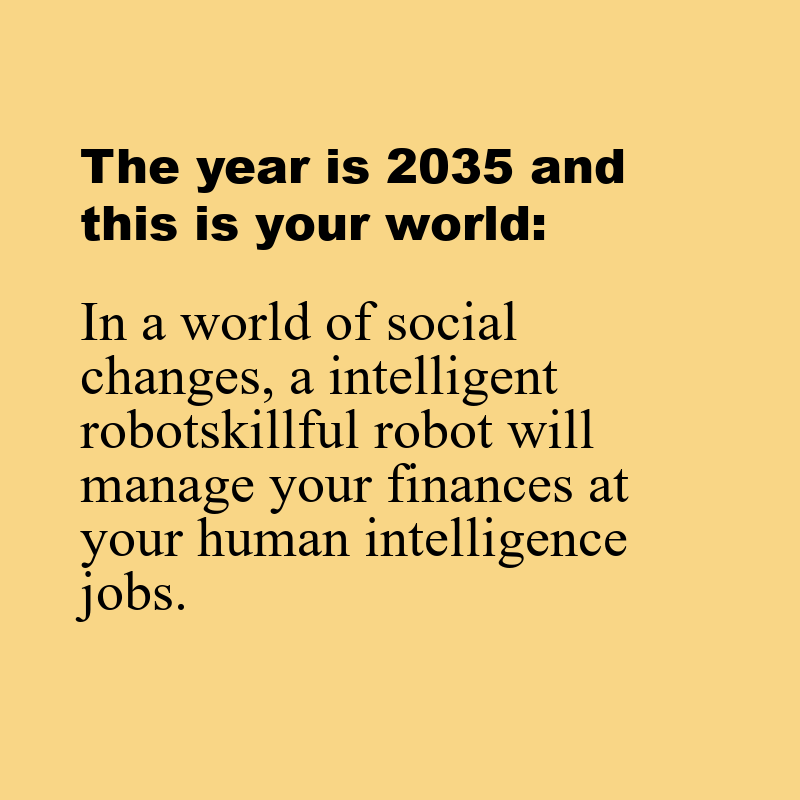 The year is 2035 and
this is your world:
In a world of social
changes, a intelligent
robotskillful robot will
manage your finances at
your human intelligence
jobs.